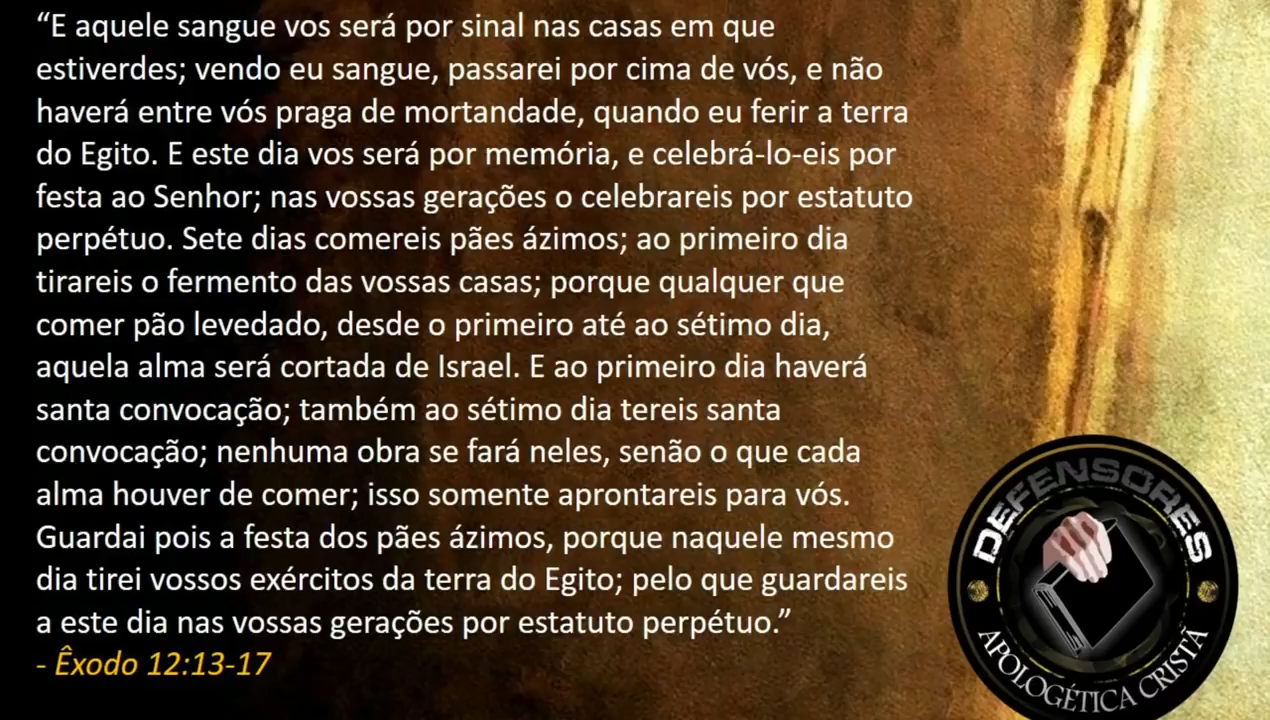 “E aquele sangue vos será por sinal nas casas em que
estiverdes; vendo eu sangue, passarei por cima de vós, e não
haverá entre vós praga de mortandade, quando eu ferir a terra
do Egito. E este dia vos será por memória, e celebrá-lo-eis por
festa ao Senhor; nas vossas gerações o celebrareis por estatuto
perpétuo. Sete dias comereis pães ázimos; ao primeiro dia
tirareis o fermento das vossas casas; porque qualquer que
comer pão levedado, desde o primeiro até ao sétimo dia,
aquela alma será cortada de Israel. E ao primeiro dia haverá
santa convocação; também ao sétimo dia tereis santa
convocação; nenhuma obra se fará neles, senão o que cada
alma houver de comer; isso somente aprontareis para vós.
Guardai pois a festa dos pães ázimos, porque naquele mesmo
dia tirei vossos exércitos da terra do Egito; pelo que guardareis
a este dia nas vossas gerações por estatuto perpétuo.”
- Êxodo 12:13-17
DEFENSORES
APOLOGÉTICA CRISTÃ